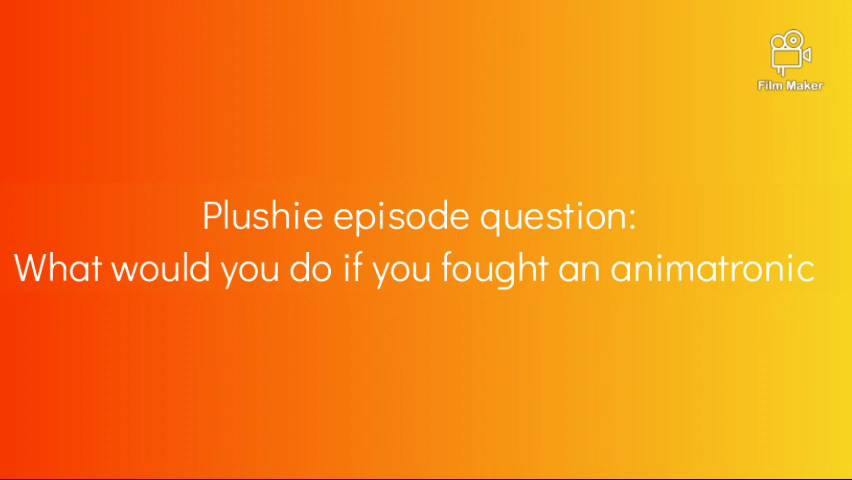 Film Maker
Plushie episode question:
What would you do if you fought an animatronic